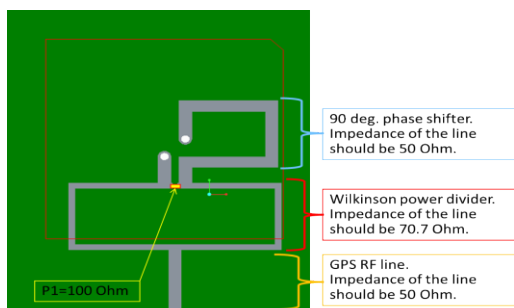 90 deg. phase shifter.
Impedance of the line
should be 50 Ohm.
Wilkinson power divider.
Impedance of the line
should be 70.7 Ohm.
GPS RF line.
Impedance of the line
should be 50 Ohm.
P1=100 Ohm